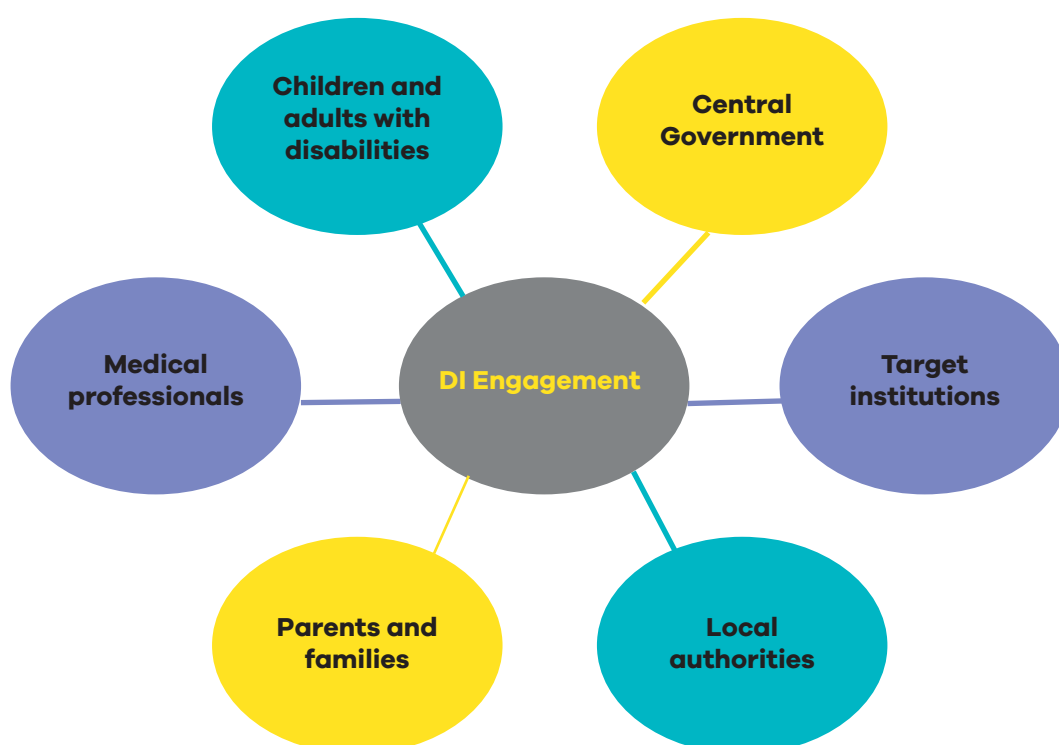 Children and
adults with
disabilities
Central
Government
Medical
professionals
DI Engagement
Target
institutions
Parents and
families
Local
authorities